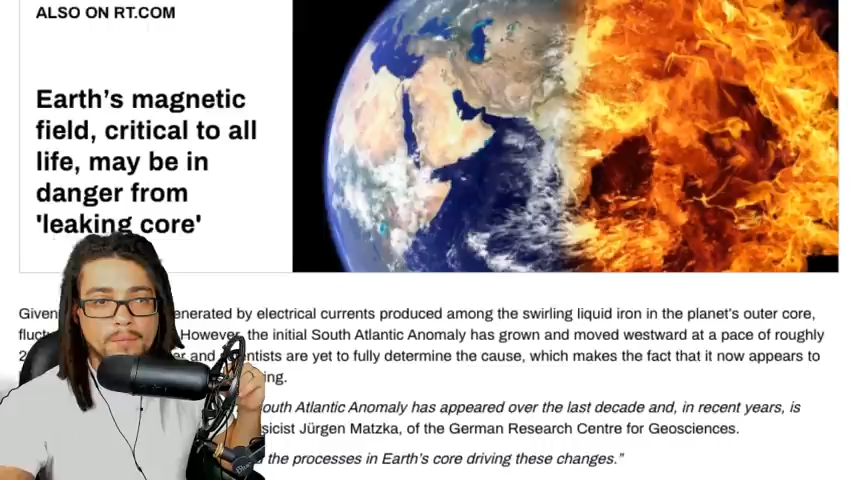 ALSO ON RT.COM
Earth's magnetic
field, critical to all
life, may be in
danger from
'leaking core'
Given enerated by electrical currents produced among the swirling liquid iron in the planet's outer core,
However, the initial South Atlantic Anomaly has grown and moved westward at a pace of roughly
2 er and entists are yet to fully determine the cause, which makes the fact that it now appears to
ing.
outh Atlantic Anomaly has appeared over the last decade and, in recent years, is
sicist Jürgen Matzka, of the German Research Centre for Geosciences.
the processes in Earth's core driving these changes."